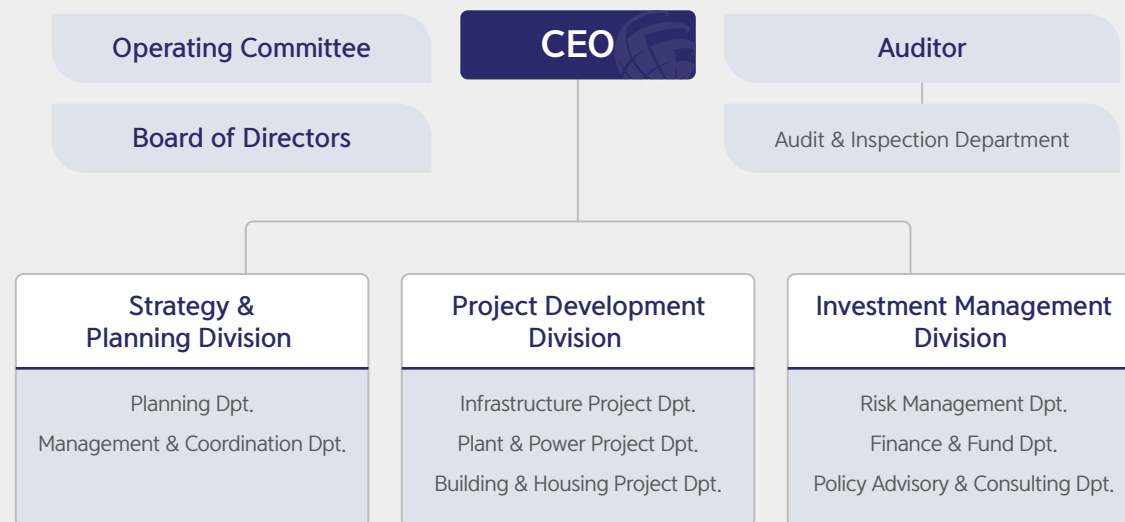 Operating Committee
CEO
Auditor
Board of Directors
Audit & Inspection Department
Strategy &
Planning Division
Planning Dpt.
Management & Coordination Dpt.
Project Development
Division
Infrastructure Project Dpt.
Plant & Power Project Dpt.
Building & Housing Project Dpt.
Investment Management
Division
Risk Management Dpt.
Finance & Fund Dpt.
Policy Advisory & Consulting Dpt.